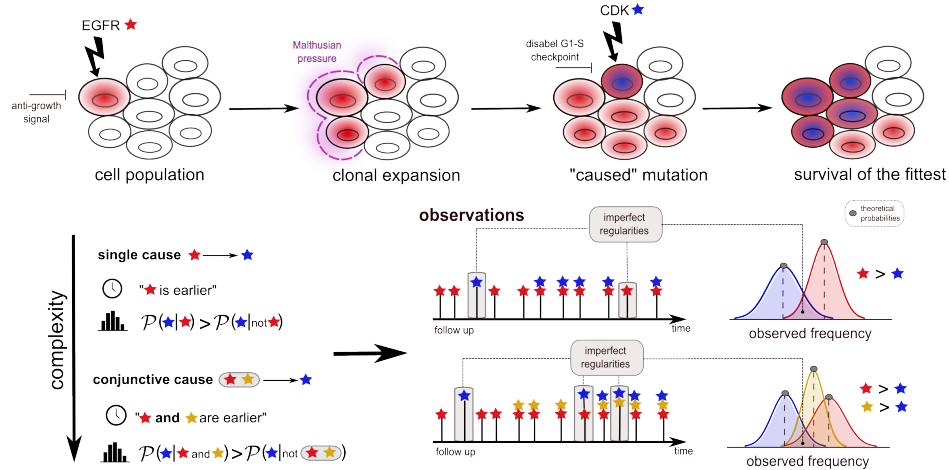 EGFR
anti-growth
signal
cell population
Malthusian
pressure
clonal expansion
CDK
disabel G1-S
checkpoint
"caused" mutation
survival of the fittest
complexity
single cause
"★ is earlier"
P(★|★) > P(★|not★)
conjunctive cause
"★ and ★ are earlier"
P(★|★ and ★) > P(★|not ★ ★)
observations
imperfect
regularities
follow up
time
theoretical
probabilities
★ > ★
observed frequency
imperfect
regularities
follow up
time
★ > ★
★ > ★
observed frequency